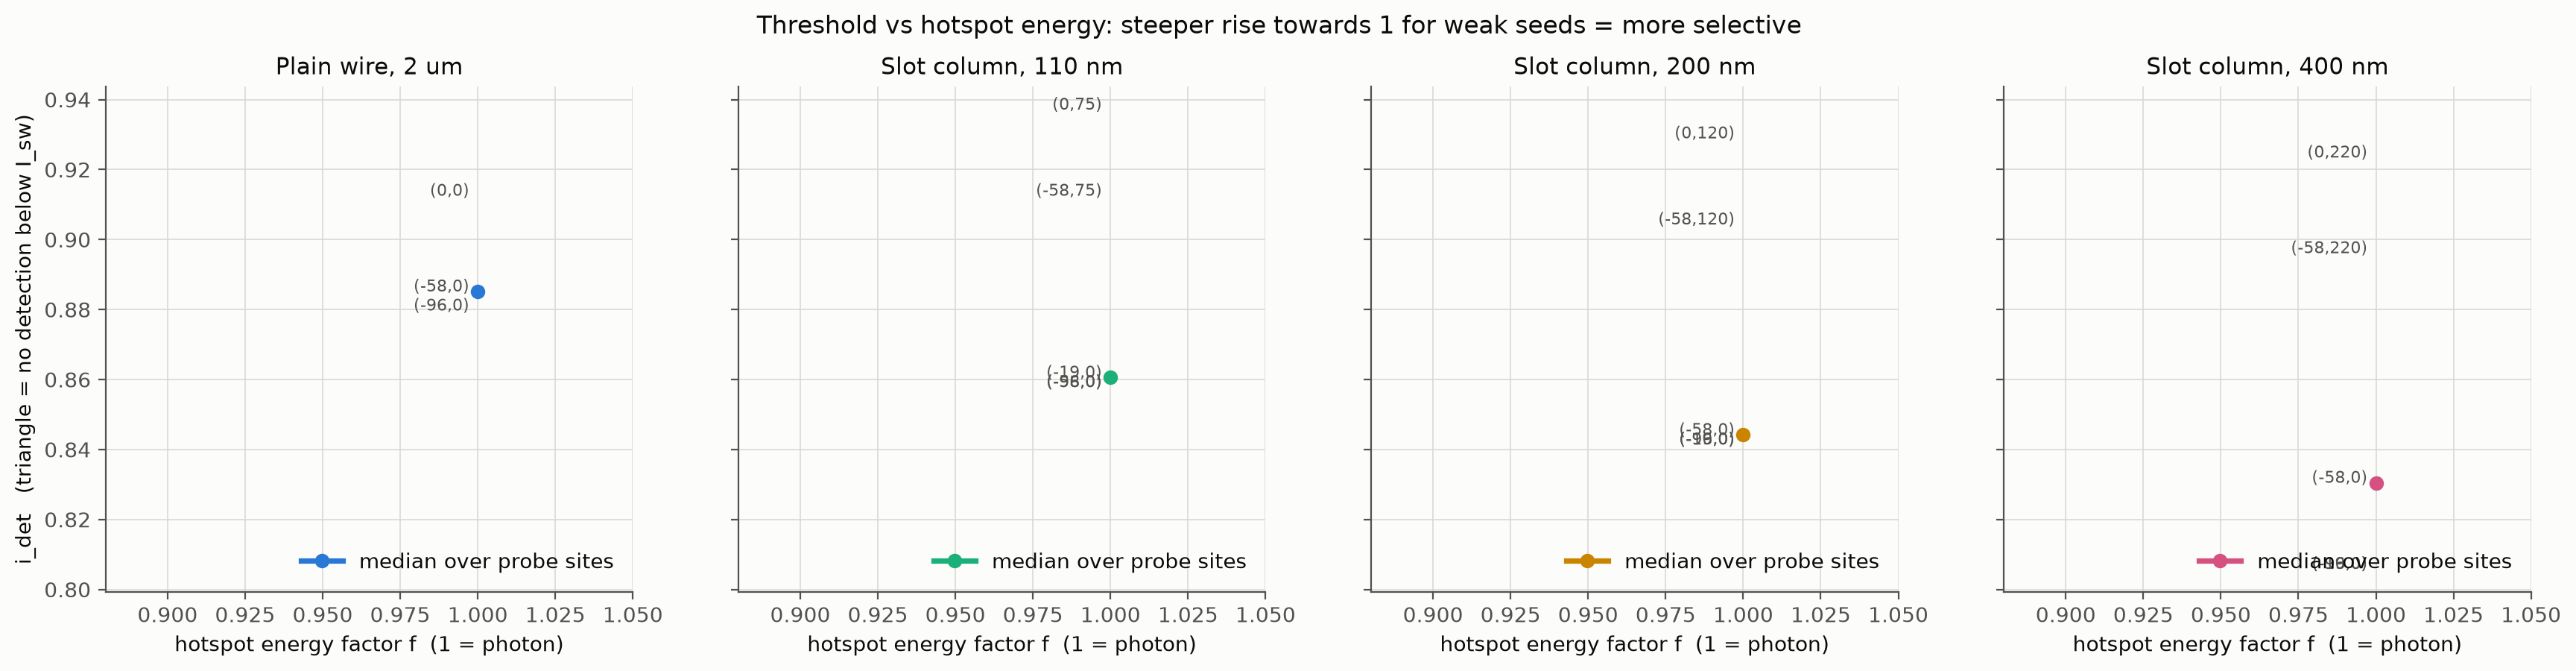 Threshold vs hotspot energy: steeper rise towards 1 for weak seeds = more selective
Plain wire, 2 um
i_det (triangle = no detection below I_sw)
0.94
0.92
0.90
0.88
0.86
0.84
0.82
0.80
(0,0)
(-58,0)
(-96,0)
median over probe sites
0.900 0.925 0.950 0.975 1.000 1.025 1.050
hotspot energy factor f (1 = photon)
Slot column, 110 nm
(0,75)
(-58,75)
(-19,0)
median over probe sites
0.900 0.925 0.950 0.975 1.000 1.025 1.050
hotspot energy factor f (1 = photon)
Slot column, 200 nm
(0,120)
(-58,120)
(-58,0)
median over probe sites
0.900 0.925 0.950 0.975 1.000 1.025 1.050
hotspot energy factor f (1 = photon)
Slot column, 400 nm
(0,220)
(-58,220)
(-58,0)
median over probe sites
0.900 0.925 0.950 0.975 1.000 1.025 1.050
hotspot energy factor f (1 = photon)